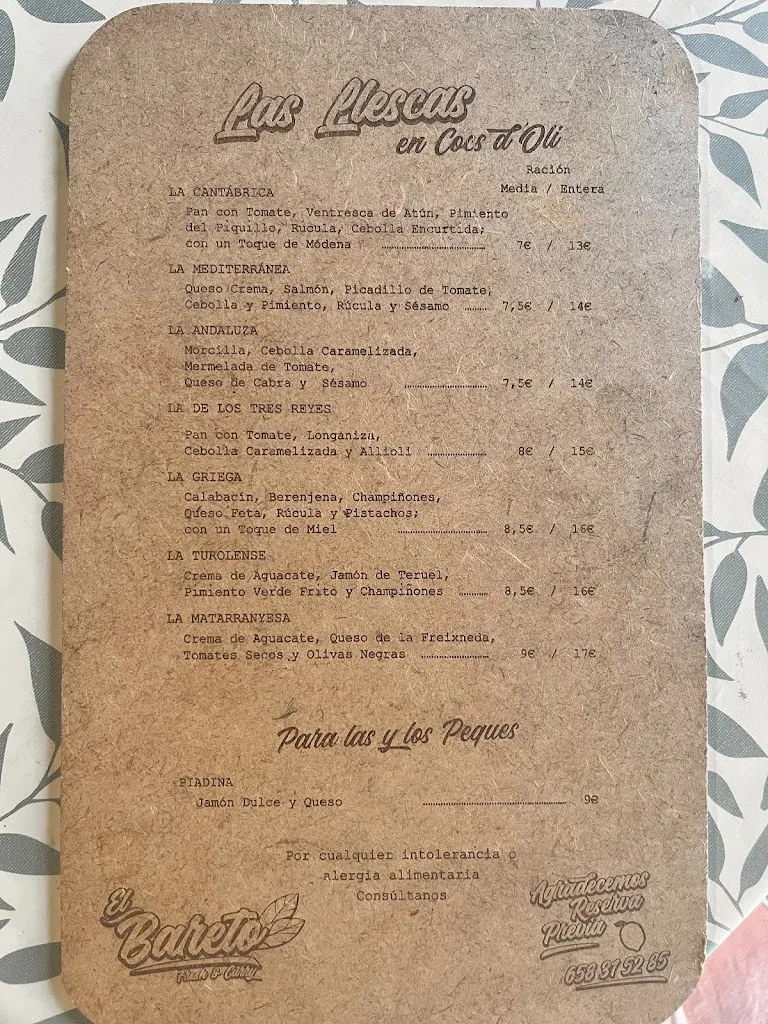 Las Llescas
en Cocs d'Oli
Ración
LA CANTÁBRICA Media / Entera
Pan con Tomate, Ventresca de Atún, Pimiento
del Piquillo, Rúcula, Cebolla Encurtida;
con un Toque de Módena 7€ / 13€
LA MEDITERRÁNEA
Queso Crema, Salmón, Picadillo de Tomate,
Cebolla y Pimiento, Rúcula y Sésamo 7,5€ / 14€
LA ANDALUZA
Morcilla, Cebolla Caramelizada,
Mermelada de Tomate,
Queso de Cabra y Sésamo 7,5€ / 14€
LA DE LOS TRES REYES
Pan con Tomate, Longaniza,
Cebolla Caramelizada y Allioli 8€ / 15€
LA GRIEGA
Calabacín, Berenjena, Champiñones,
Queso Feta, Rúcula y Pistachos;
con un Toque de Miel 8,5€ / 16€
LA TUROLENSE
Crema de Aguacate, Jamón de Teruel,
Pimiento Verde Frito y Champiñones 8,5€ / 16€
LA MATARRANYESA
Crema de Aguacate, Queso de la Freixneda,
Tomates Secos y Olivas Negras 9€ / 17€
Para las y los Peques
PIADINA
Jamón Dulce y Queso 9€
Por cualquier intolerancia o
alergia alimentaria
Consúltanos
El
Bareto
Fresh & Carry
Agradecemos
Reserva
Previa
658 31 52 85